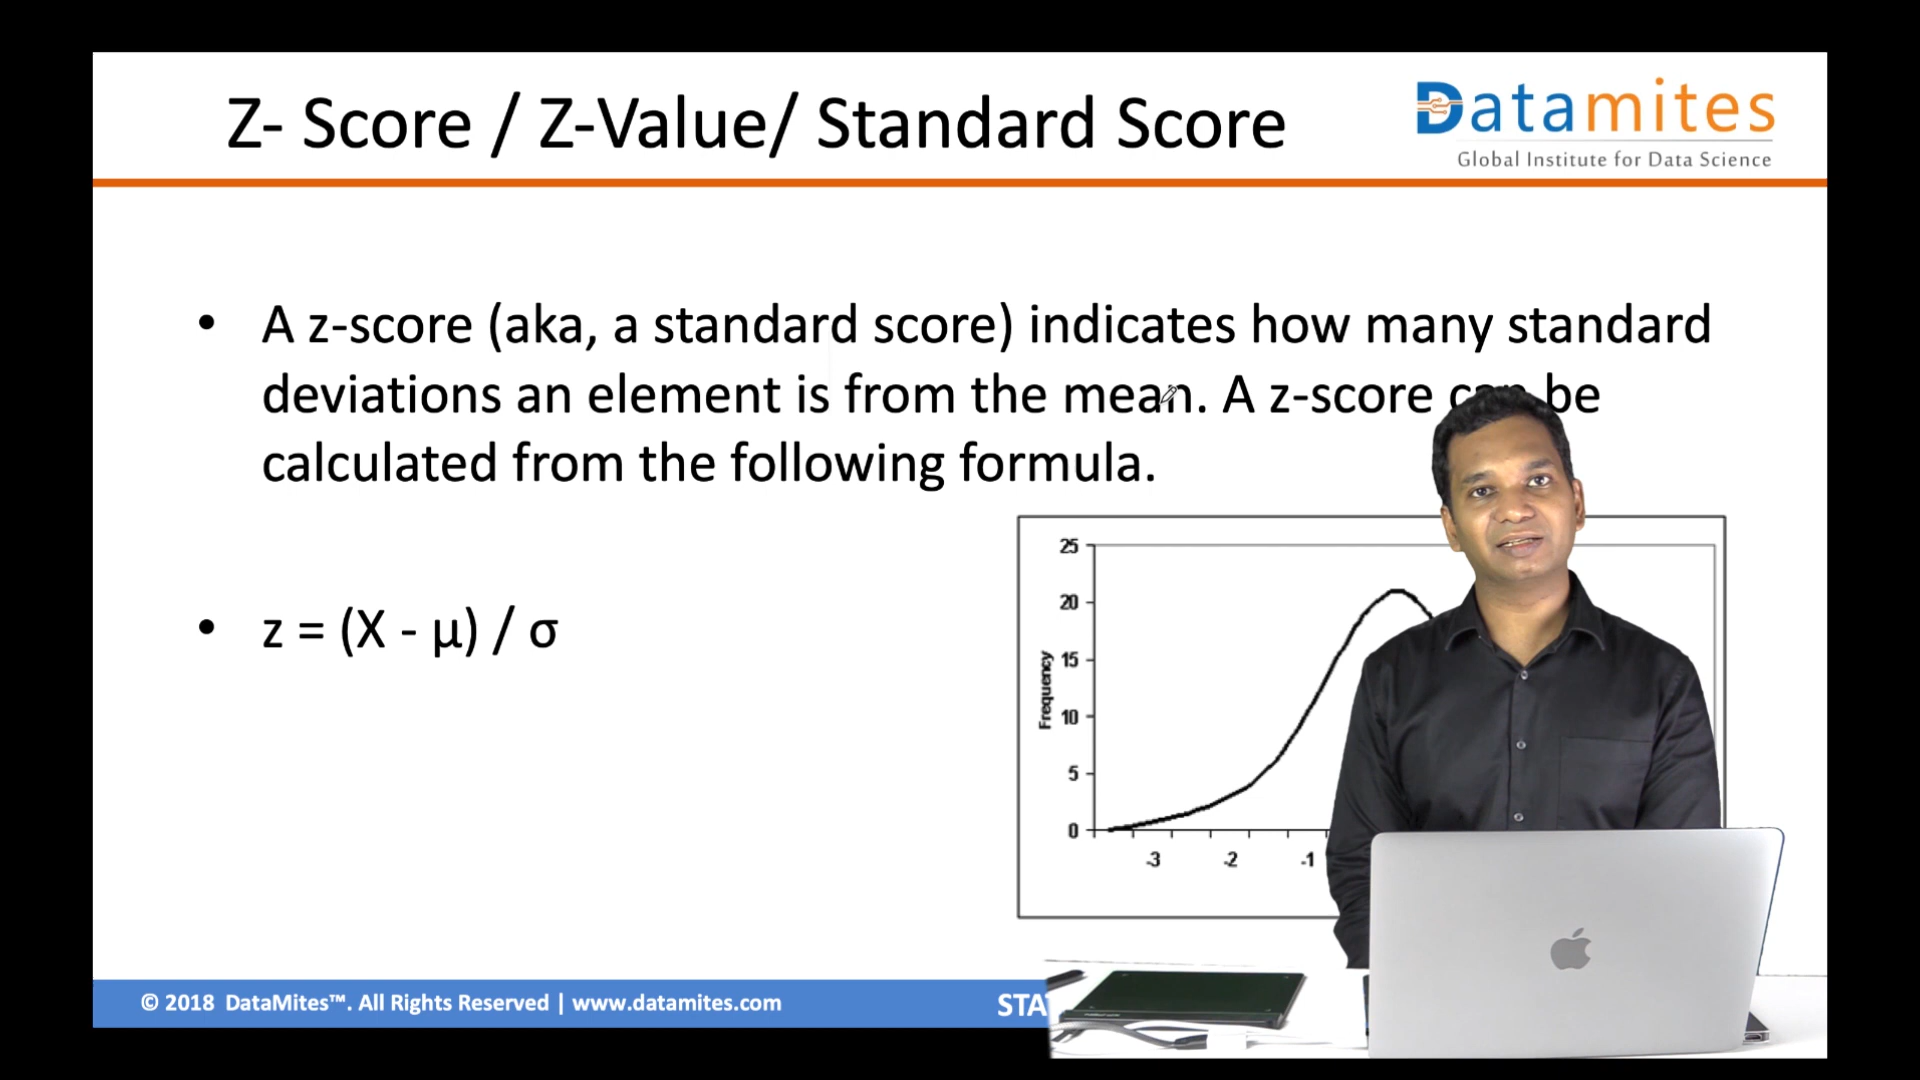 Z- Score / Z-Value/ Standard Score
Datamites
Global Institute for Data Science
• A z-score (aka, a standard score) indicates how many standard
deviations an element is from the mean. A z-score can be
calculated from the following formula.
• z = (X - μ) / σ
25
20
15
10
5
0
Frequency
-3
-2
-1
© 2018 DataMites™. All Rights Reserved | www.datamites.com